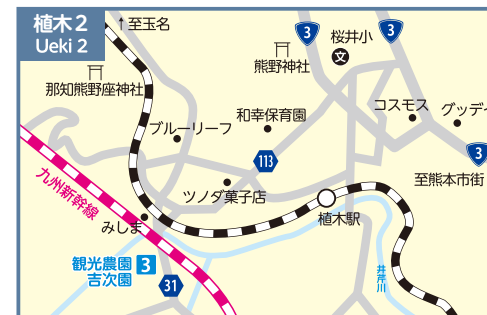 植木2
Ueki 2
↑至玉名
3
桜井小
3
文
熊野神社
那知熊野座神社
コスモス
グッデイ
和幸保育園
ブルーリーフ
113
3
至熊本市街
ツノダ菓子店
九州新幹線
みしま
植木駅
観光農園
吉次園
3
31
井芹川